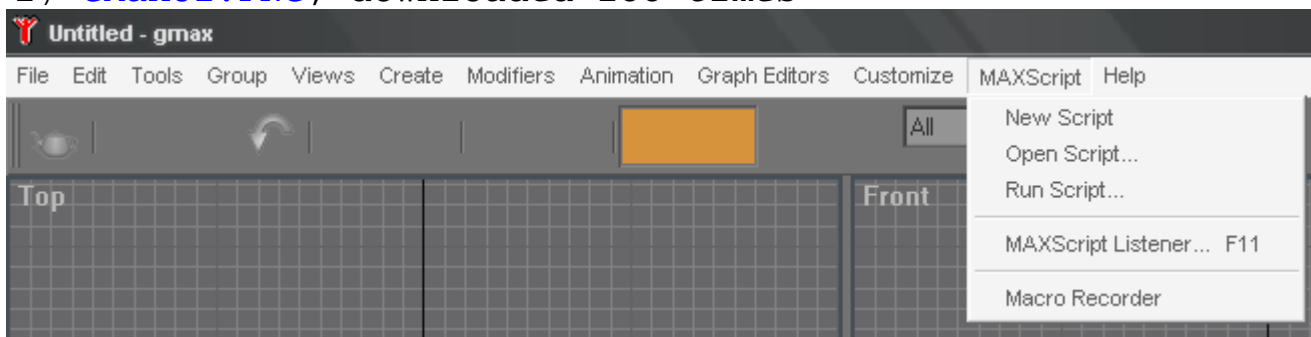 Untitled - gmax
File Edit Tools Group Views Create Modifiers Animation Graph Editors Customize MAXScript Help
All
New Script
Open Script...
Run Script...
MAXScript Listener... F11
Macro Recorder
Top
Front